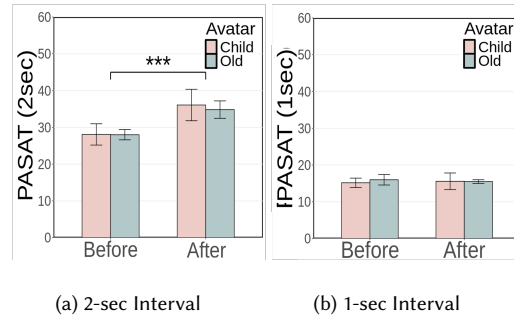 PASAT (2sec)
60
50
40
30
20
10
0
***
Avatar
Child
Old
Before After
(a) 2-sec Interval
PASAT (1sec)
60
50
40
30
20
10
0
Avatar
Child
Old
Before After
(b) 1-sec Interval